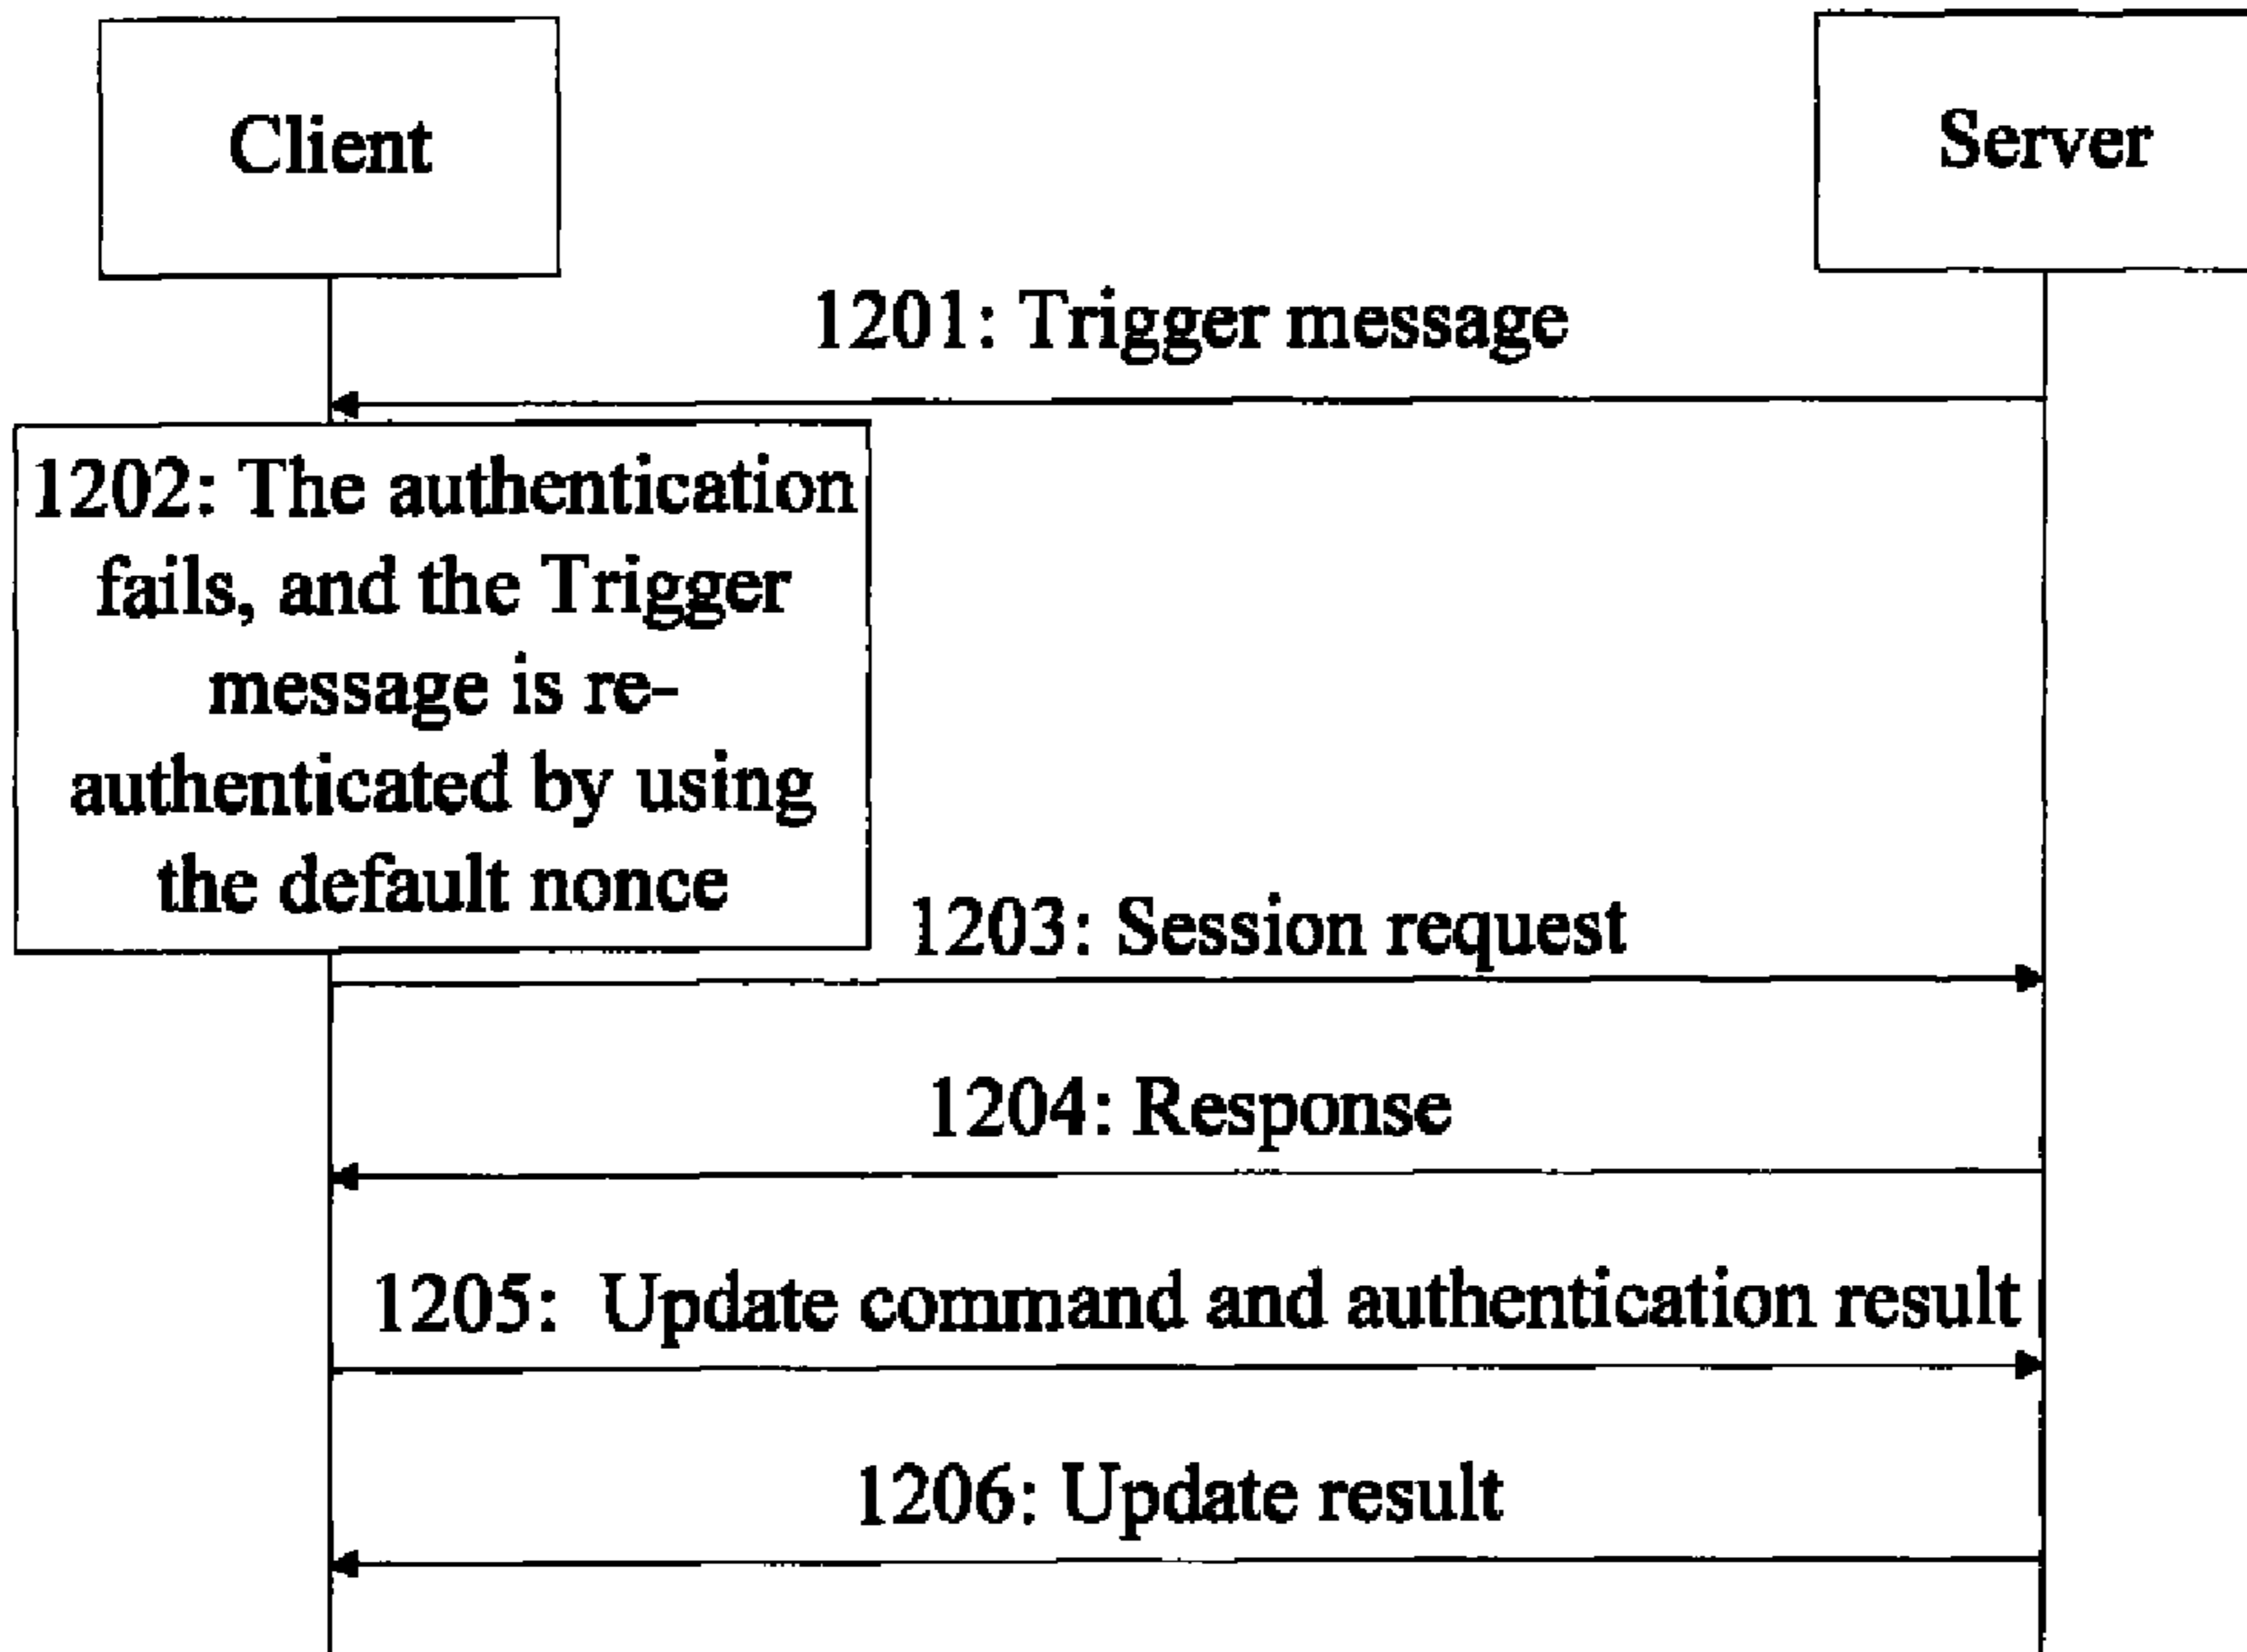 Client
Server
1201: Trigger message
1202: The authentication
fails, and the Trigger
message is re-
authenticated by using
the default nonce
1203: Session request
1204: Response
1205: Update command and authentication result
1206: Update result